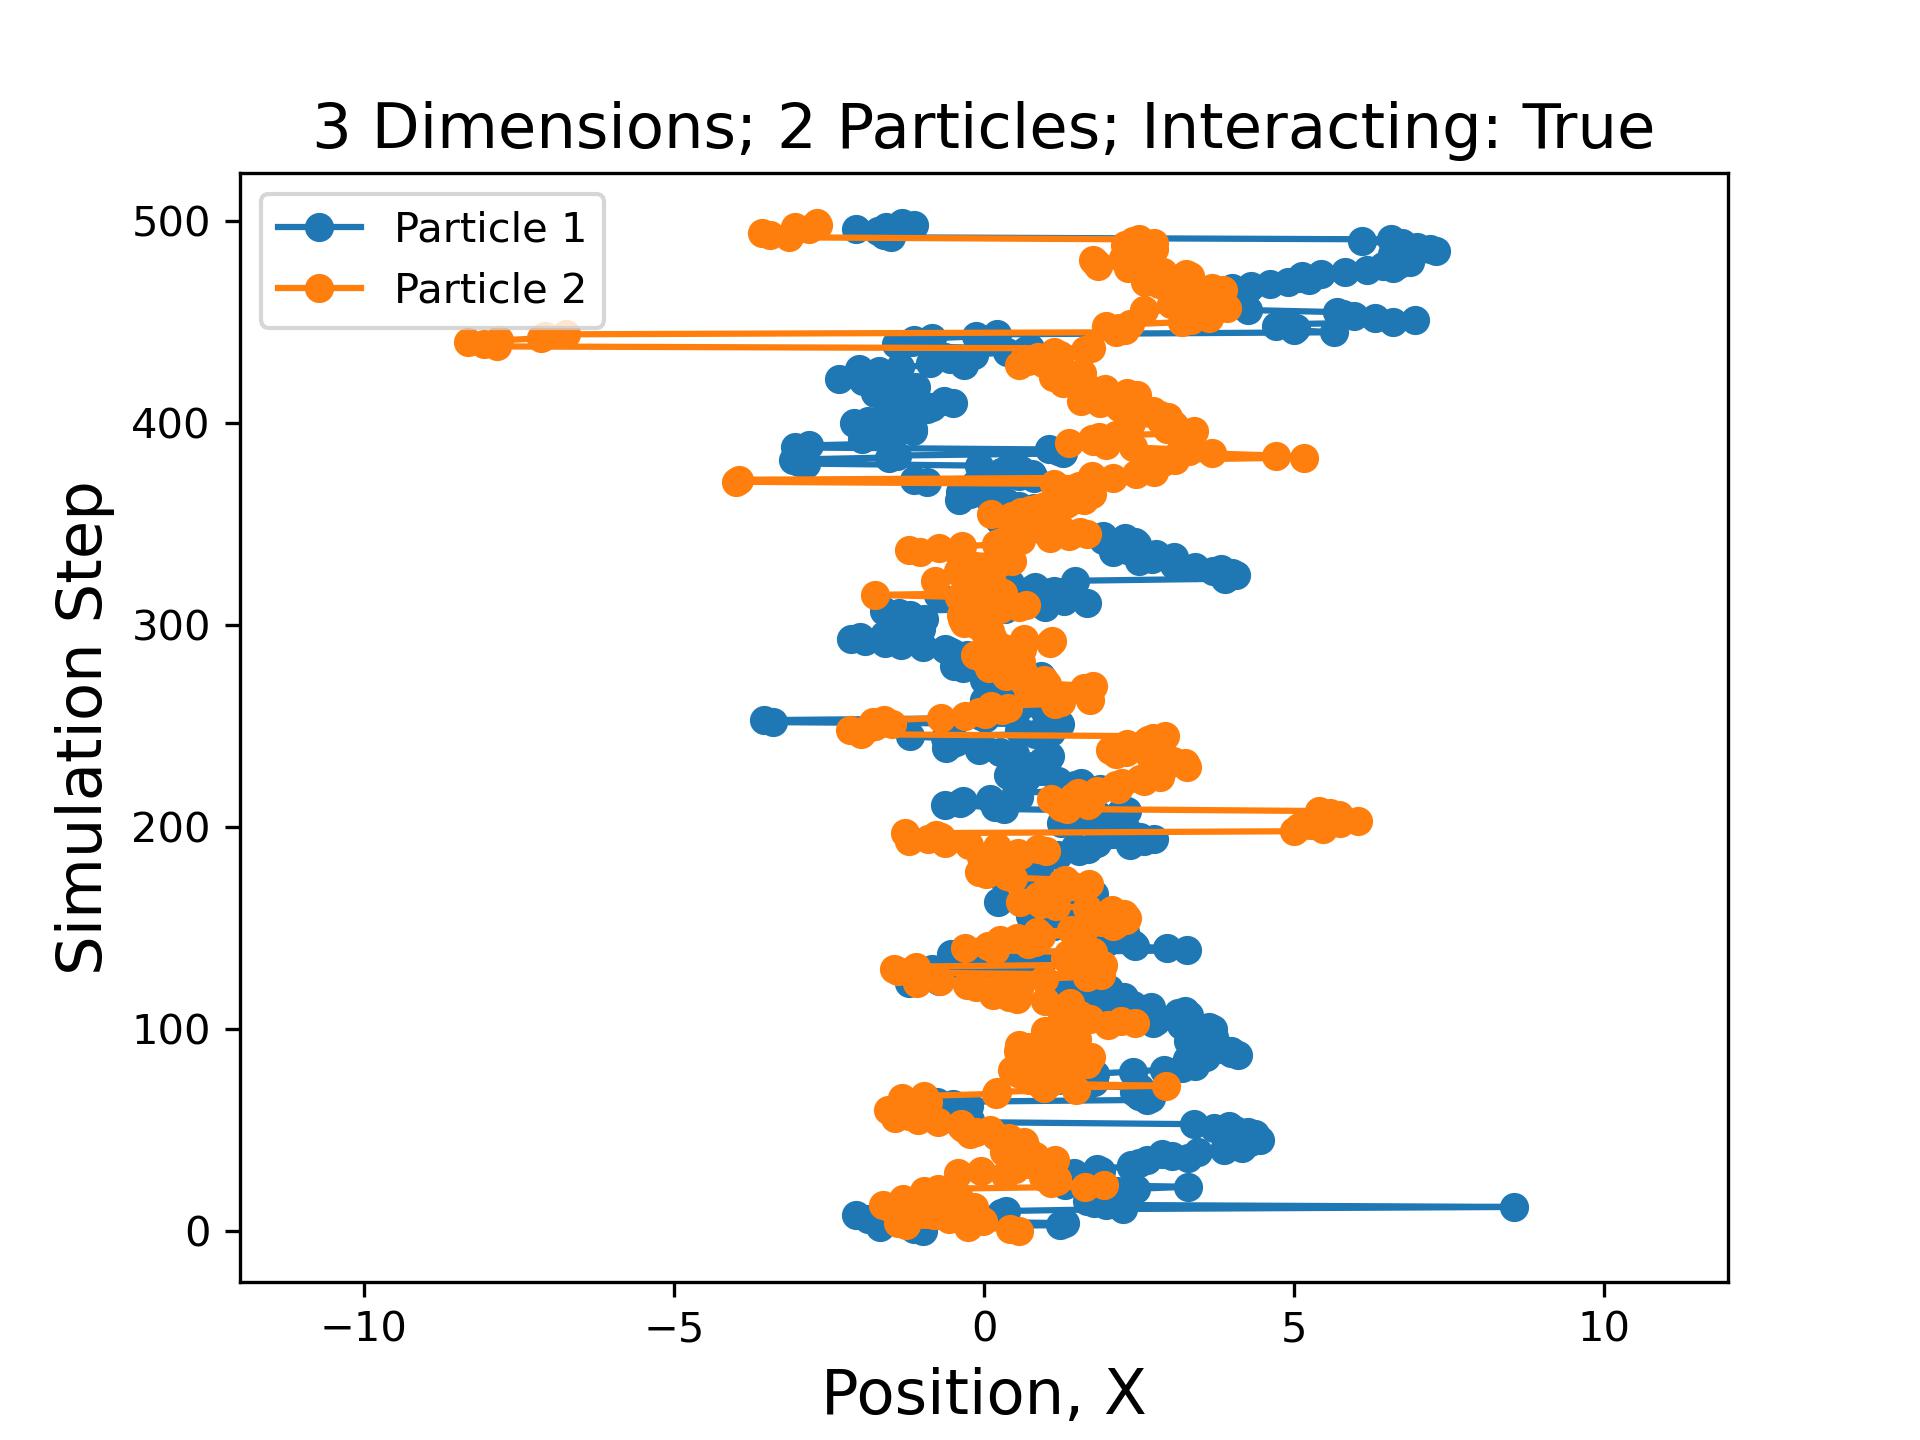 3 Dimensions; 2 Particles; Interacting: True
Particle 1
Particle 2
Simulation Step
500
400
300
200
100
0
−10
−5
0
5
10
Position, X